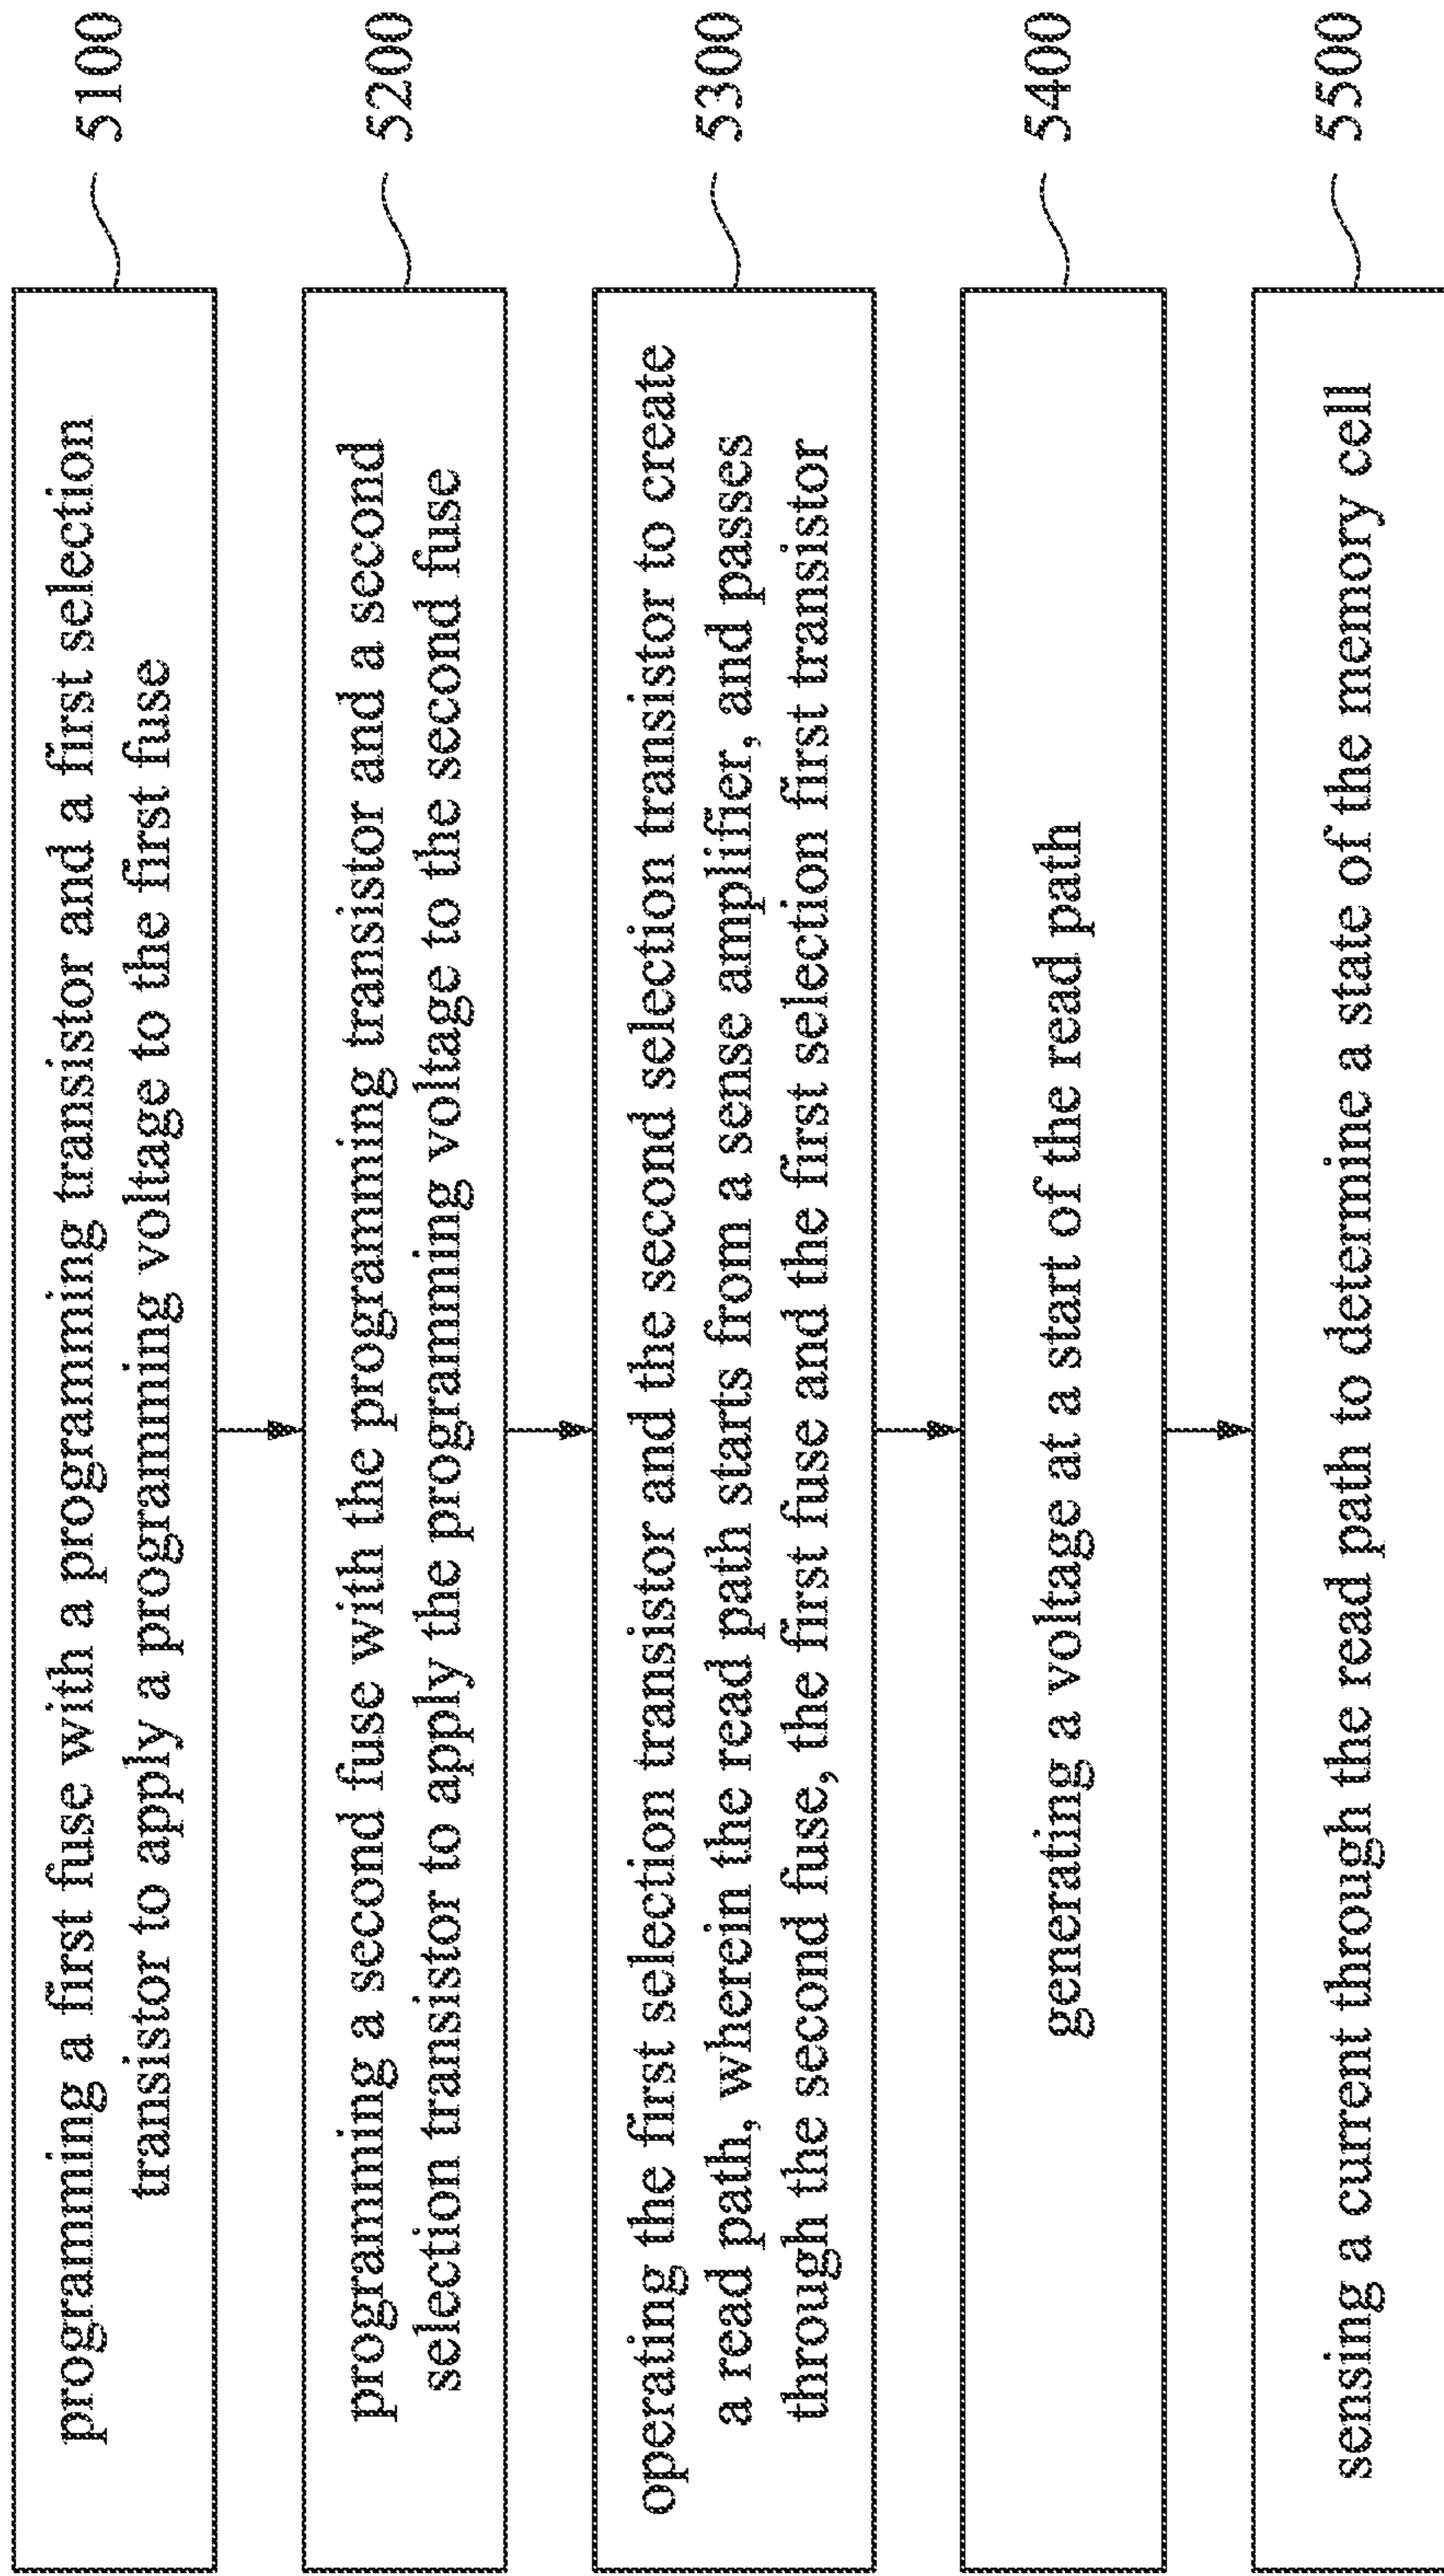 programming a first fuse with a programming transistor and a first selection
transistor to apply a programming voltage to the first fuse
5100
programming a second fuse with the programming transistor and a second
selection transistor to apply the programming voltage to the second fuse
5200
operating the first selection transistor and the second selection transistor to create
a read path, wherein the read path starts from a sense amplifier, and passes
through the second fuse, the first fuse and the first selection first transistor
5300
generating a voltage at a start of the read path
5400
sensing a current through the read path to determine a state of the memory cell
5500